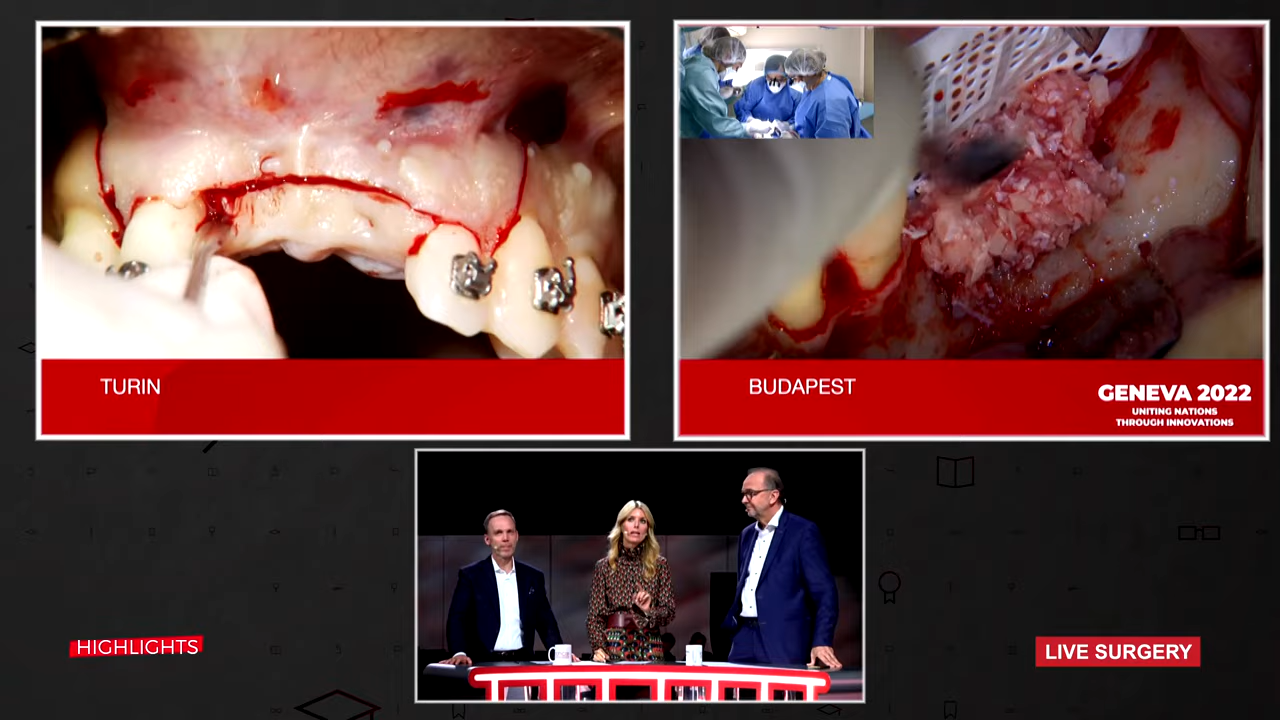 TURIN
BUDAPEST
GENEVA 2022
UNITING NATIONS
THROUGH INNOVATIONS
HIGHLIGHTS
LIVE SURGERY